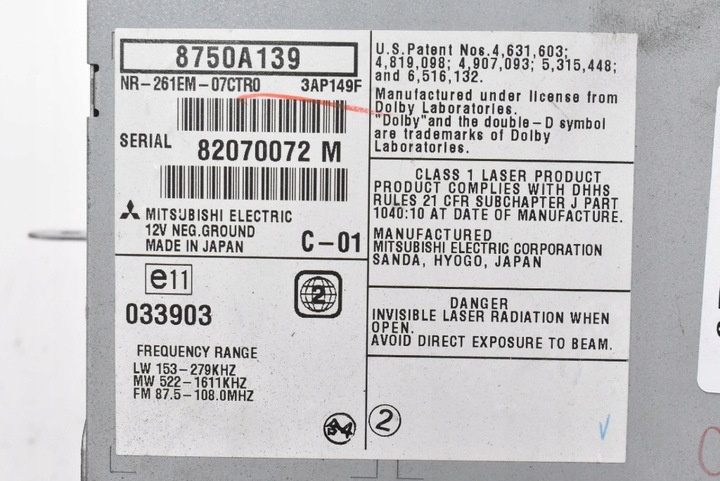 8750A139
NR-261EM-07CTR0 3AP149F
SERIAL 82070072 M
MITSUBISHI ELECTRIC
12V NEG.GROUND
MADE IN JAPAN C-01
e11
033903
2
FREQUENCY RANGE
LW 153-279KHZ
MW 522-1611KHZ
FM 87.5-108.0MHZ
U.S.Patent Nos.4,631,603;
4,819,098; 4,907,093; 5,315,448;
and 6,516,132.
Manufactured under license from
Dolby Laboratories.
"Dolby"and the double-D symbol
are trademarks of Dolby
Laboratories.
CLASS 1 LASER PRODUCT
PRODUCT COMPLIES WITH DHHS
RULES 21 CFR SUBCHAPTER J PART
1040:10 AT DATE OF MANUFACTURE.
MANUFACTURED
MITSUBISHI ELECTRIC CORPORATION
SANDA, HYOGO, JAPAN
DANGER
INVISIBLE LASER RADIATION WHEN
OPEN.
AVOID DIRECT EXPOSURE TO BEAM.
2